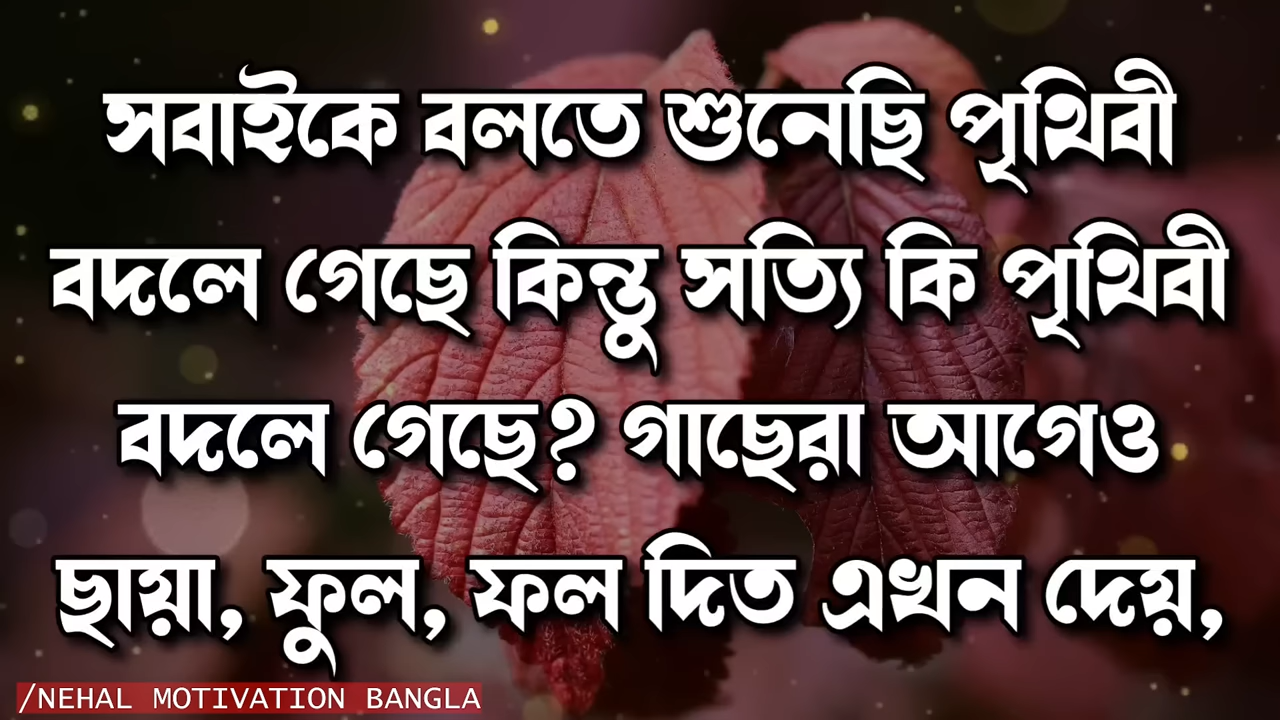 সবাইকে বলতে শুনেছি পৃথিবী
বদলে গেছে কিন্তু সত্যি কি পৃথিবী
বদলে গেছে? গাছেরা আগেও
ছায়া, ফুল, ফল দিত এখন দেয়,
/NEHAL MOTIVATION BANGLA